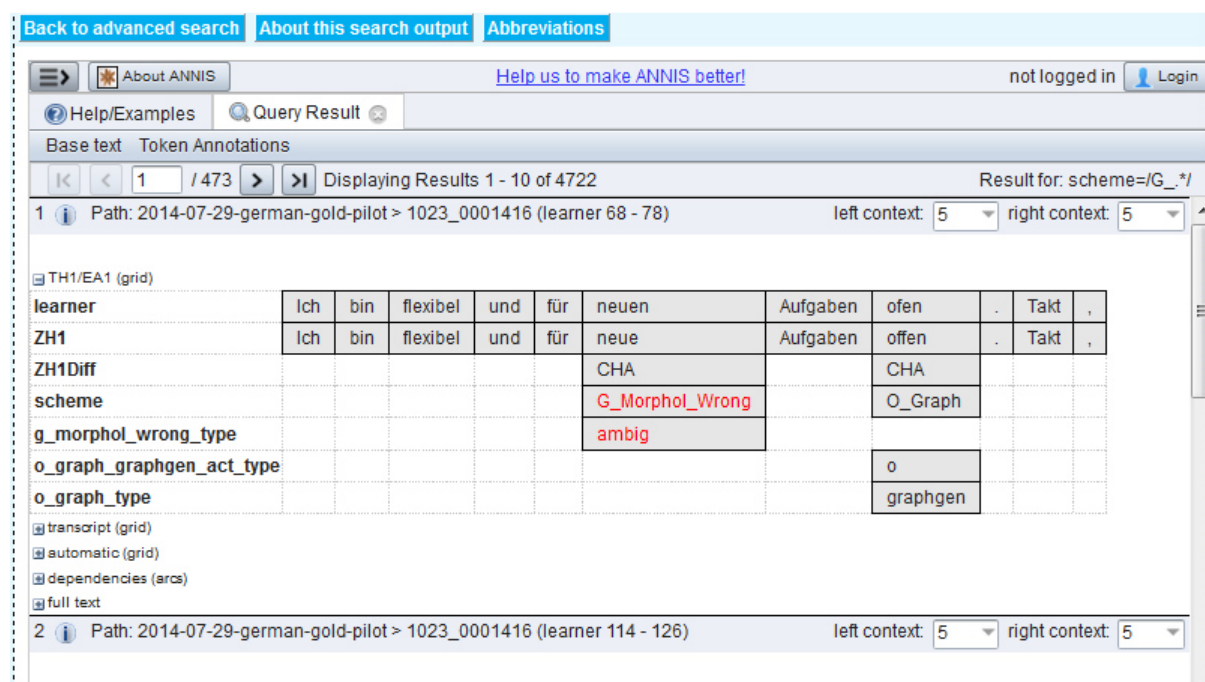 Back to advanced search About this search output Abbreviations
About ANNIS Help us to make ANNIS better! not logged in Login
Help/Examples Query Result
Base text Token Annotations
1 / 473 Displaying Results 1 - 10 of 4722 Result for: scheme=/G_.*/
1 Path: 2014-07-29-german-gold-pilot > 1023_0001416 (learner 68 - 78) left context: 5 right context: 5
TH1/EA1 (grid)
learner Ich bin flexibel und für neuen Aufgaben ofen . Takt ,
ZH1 Ich bin flexibel und für neue Aufgaben offen . Takt ,
ZH1Diff CHA CHA
scheme G_Morphol_Wrong O_Graph
g_morphol_wrong_type ambig
o_graph_graphgen_act_type o
o_graph_type graphgen
transcript (grid)
automatic (grid)
dependencies (arcs)
full text
2 Path: 2014-07-29-german-gold-pilot > 1023_0001416 (learner 114 - 126) left context: 5 right context: 5